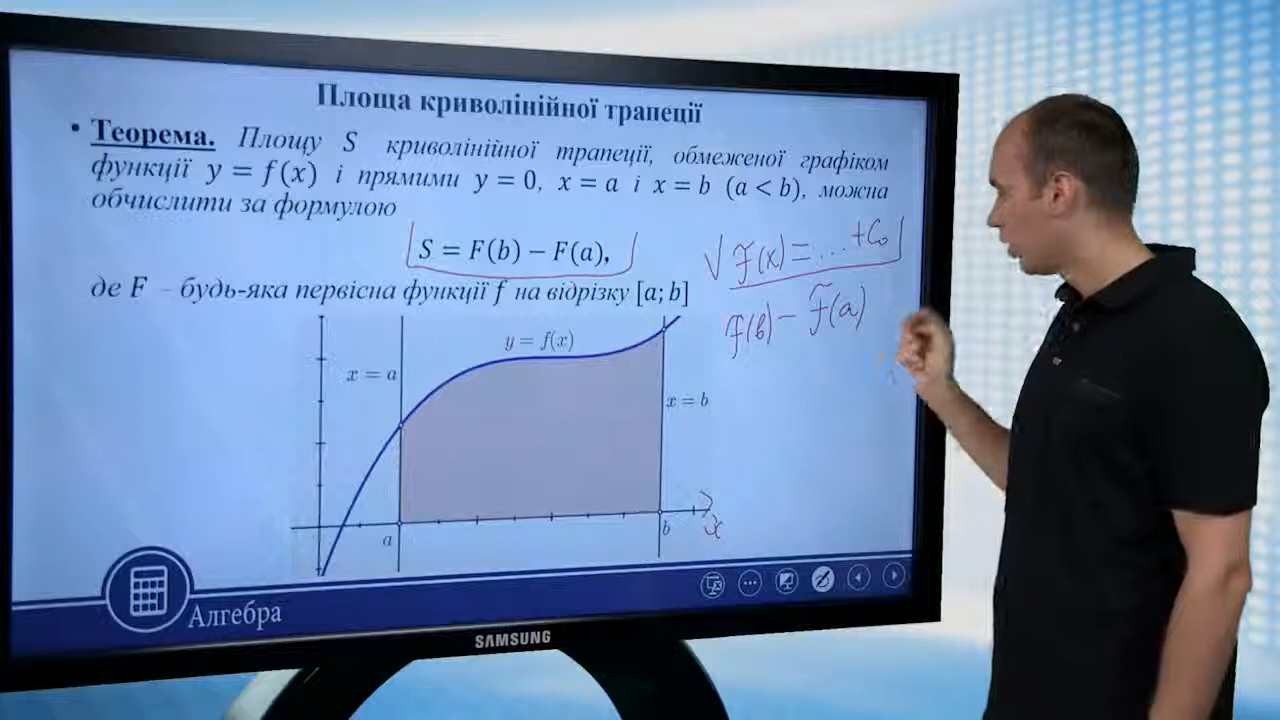 Площа криволінійної трапеції
• Теорема. Площу S криволінійної трапеції, обмеженої графіком
функції y = f(x) і прямими y = 0, x = a і x = b (a < b), можна
обчислити за формулою
S = F(b) − F(a),
√ F(x) = ... + C₀
де F – будь-яка первісна функції f на відрізку [a; b]
F(b) − F(a)
y = f(x)
x = a
x = b
a
b
x
Алгебра
SAMSUNG